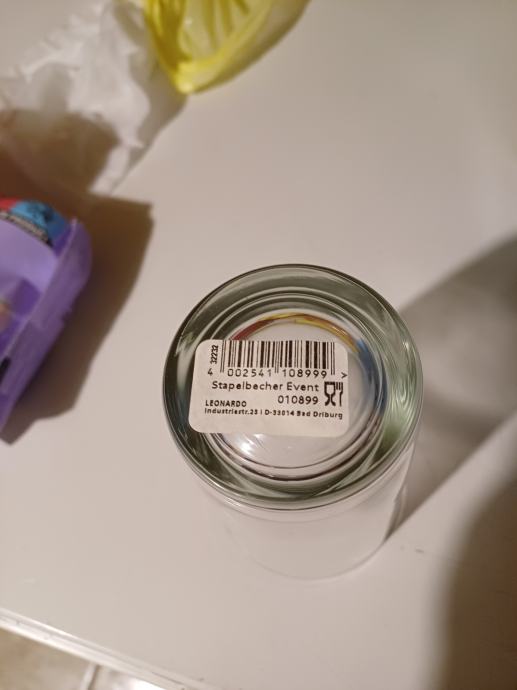 32232
4 002541 108999 >
Stapelbecher Event
010899
LEONARDO
Industriestr.23 | D-33014 Bad Driburg